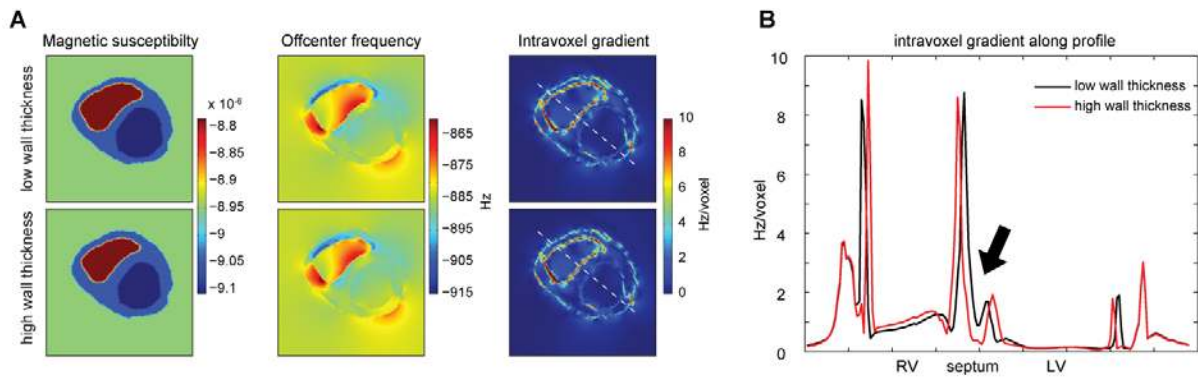 A
Magnetic susceptibilty
Offcenter frequency
Intravoxel gradient
low wall thickness
high wall thickness
x 10-6
-8.8
-8.85
-8.9
-8.95
-9
-9.05
-9.1
-865
-875
-885
-895
-905
-915
Hz
10
8
6
4
2
0
Hz/voxel
B
intravoxel gradient along profile
low wall thickness
high wall thickness
10
8
6
4
2
0
Hz/voxel
RV septum LV